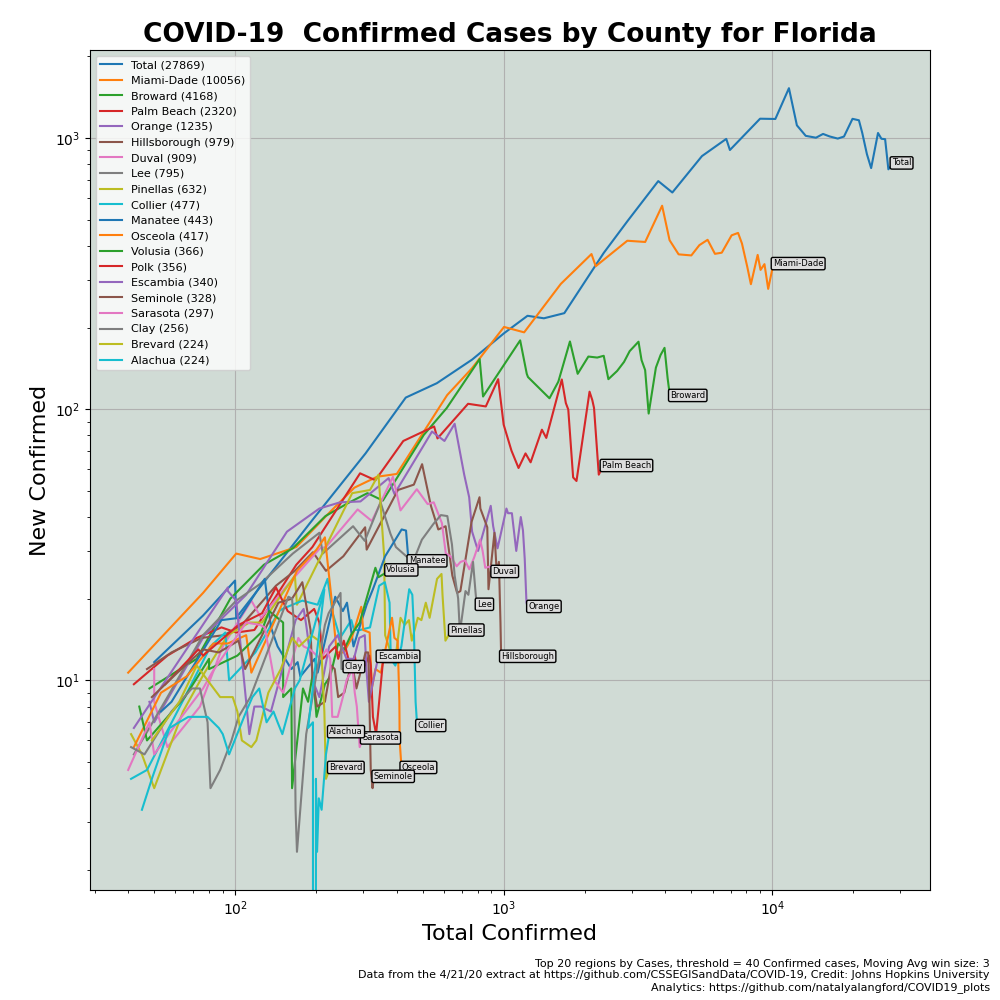 COVID-19  Confirmed Cases by County for Florida
Total (27869)
Miami-Dade (10056)
Broward (4168)
Palm Beach (2320)
Orange (1235)
Hillsborough (979)
Duval (909)
Lee (795)
Pinellas (632)
Collier (477)
Manatee (443)
Osceola (417)
Volusia (366)
Polk (356)
Escambia (340)
Seminole (328)
Sarasota (297)
Clay (256)
Brevard (224)
Alachua (224)
Total
Miami-Dade
Broward
Palm Beach
Manatee
Volusia
Duval
Lee
Orange
Pinellas
Hillsborough
Escambia
Clay
Collier
Alachua
Sarasota
Brevard
Osceola
Seminole
10³
10²
10¹
New Confirmed
10²
10³
10⁴
Total Confirmed
Top 20 regions by Cases, threshold = 40 Confirmed cases, Moving Avg win size: 3
Data from the 4/21/20 extract at https://github.com/CSSEGISandData/COVID-19, Credit: Johns Hopkins University
Analytics: https://github.com/natalyalangford/COVID19_plots